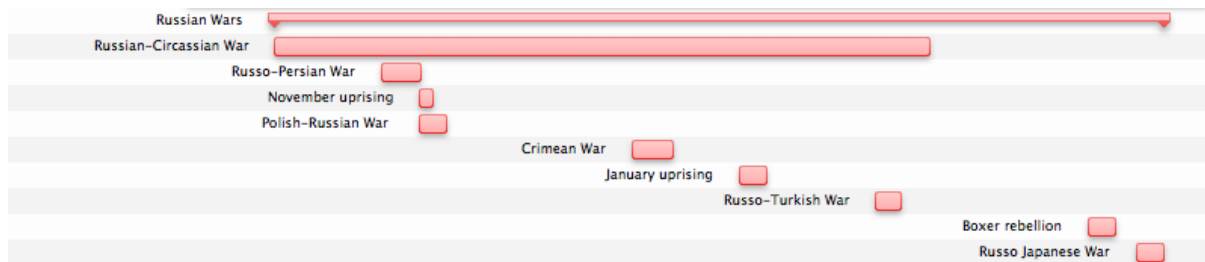 Russian Wars
Russian-Circassian War
Russo-Persian War
November uprising
Polish-Russian War
Crimean War
January uprising
Russo-Turkish War
Boxer rebellion
Russo Japanese War